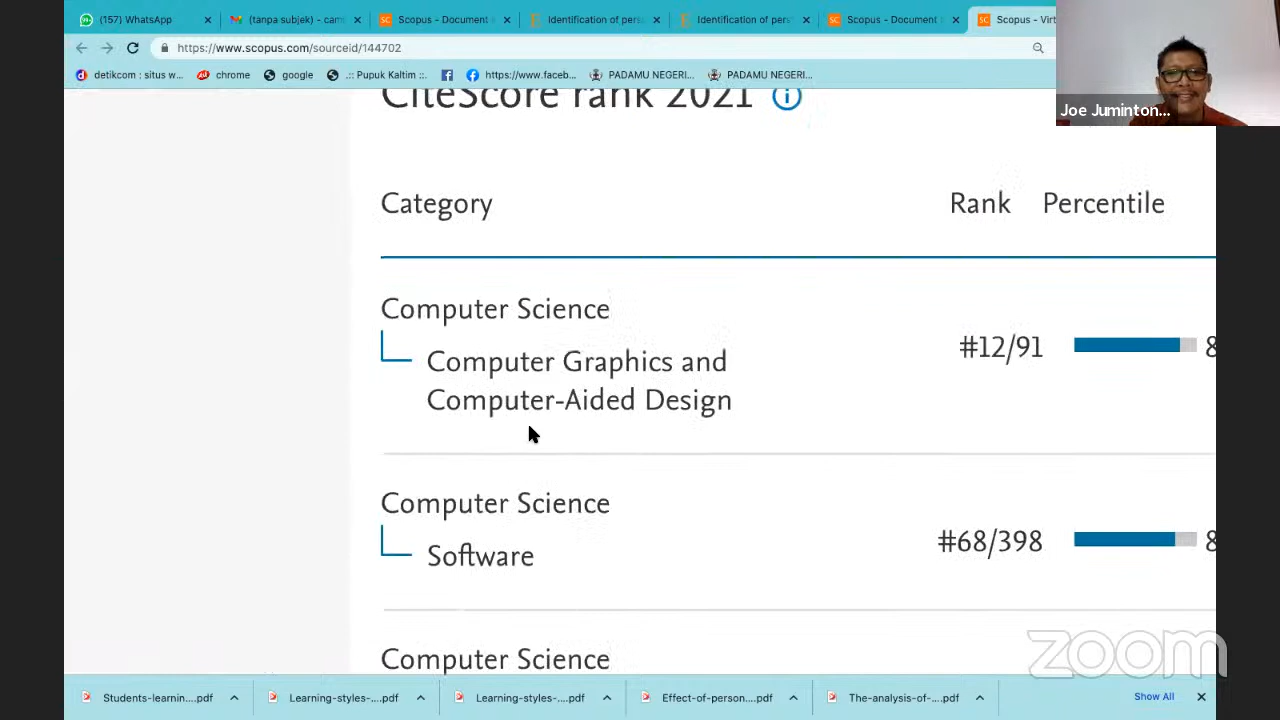 (157) WhatsApp
(tanpa subjek) - cam
Scopus - Document
Identification of pers
Identification of pers
Scopus - Document
Scopus - Virt
https://www.scopus.com/sourceid/144702
detikcom : situs w...
chrome
google
.:: Pupuk Kaltim ::.
https://www.faceb...
PADAMU NEGERI...
PADAMU NEGERI...
Joe Juminton...
CiteScore rank 2021
Category Rank Percentile
Computer Science
Computer Graphics and
Computer-Aided Design
#12/91
8
Computer Science
Software
#68/398
8
Computer Science
zoom
Students-learnin....pdf
Learning-styles-....pdf
Learning-styles-....pdf
Effect-of-person....pdf
The-analysis-of-....pdf
Show All